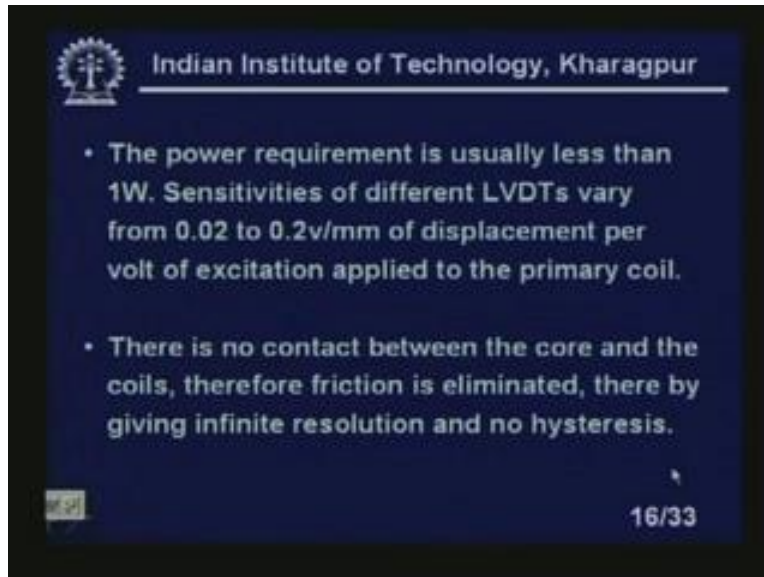 Indian Institute of Technology, Kharagpur
• The power requirement is usually less than
1W. Sensitivities of different LVDTs vary
from 0.02 to 0.2v/mm of displacement per
volt of excitation applied to the primary coil.
• There is no contact between the core and the
coils, therefore friction is eliminated, there by
giving infinite resolution and no hysteresis.
16/33